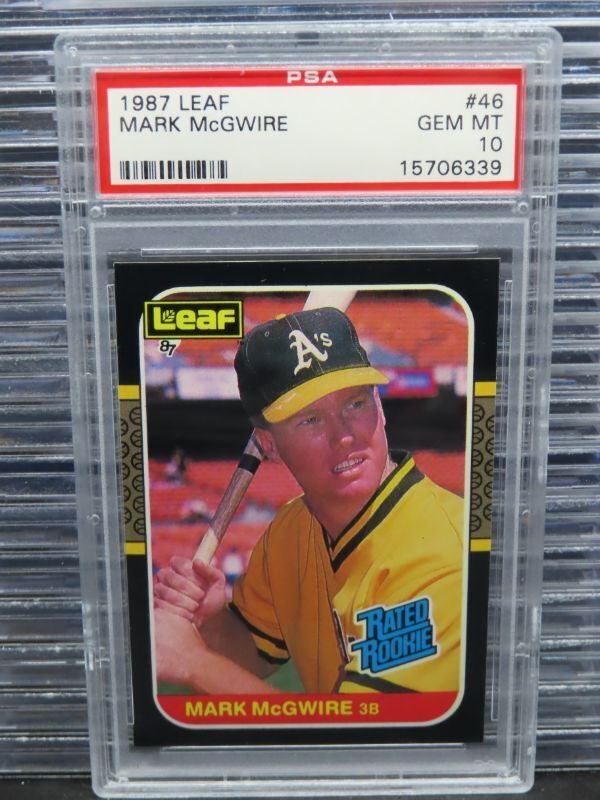 PSA
1987 LEAF #46
MARK McGWIRE GEM MT
10
15706339
Leaf
87
A's
RATED
ROOKIE
MARK McGWIRE 3B